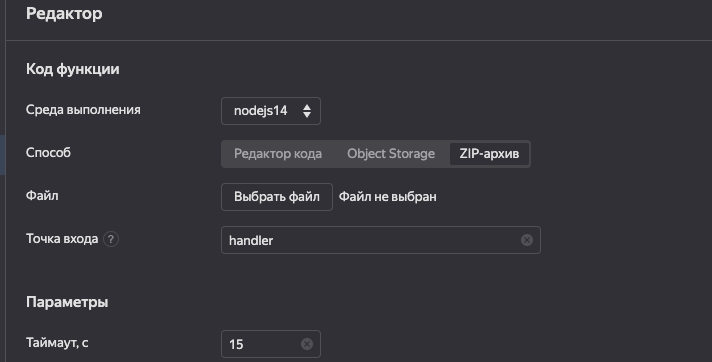 Редактор
Код функции
Среда выполнения nodejs14
Способ Редактор кода Object Storage ZIP-архив
Файл Выбрать файл Файл не выбран
Точка входа ? handler
Параметры
Таймаут, с 15